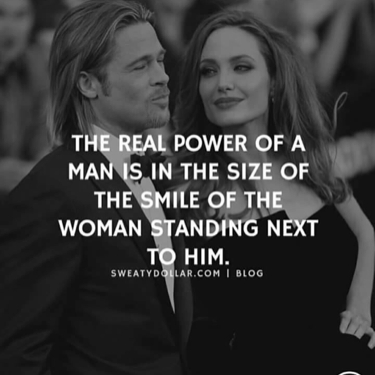 THE REAL POWER OF A
MAN IS IN THE SIZE OF
THE SMILE OF THE
WOMAN STANDING NEXT
TO HIM.
SWEATYDOLLAR.COM | BLOG